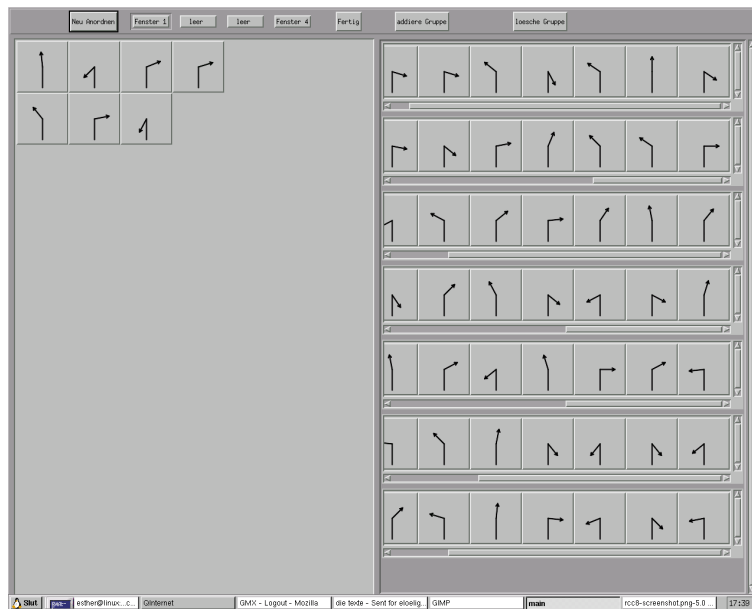 Neu Anordnen Fenster 1 leer leer Fenster 4 Fertig addiere Gruppe loesche Gruppe
Slut esther@linux:...c... QInternet GMX - Logout - Mozilla die texte - Sent for eloelig... GIMP main rcc8-screenshot.png-5.0 ... 17:39